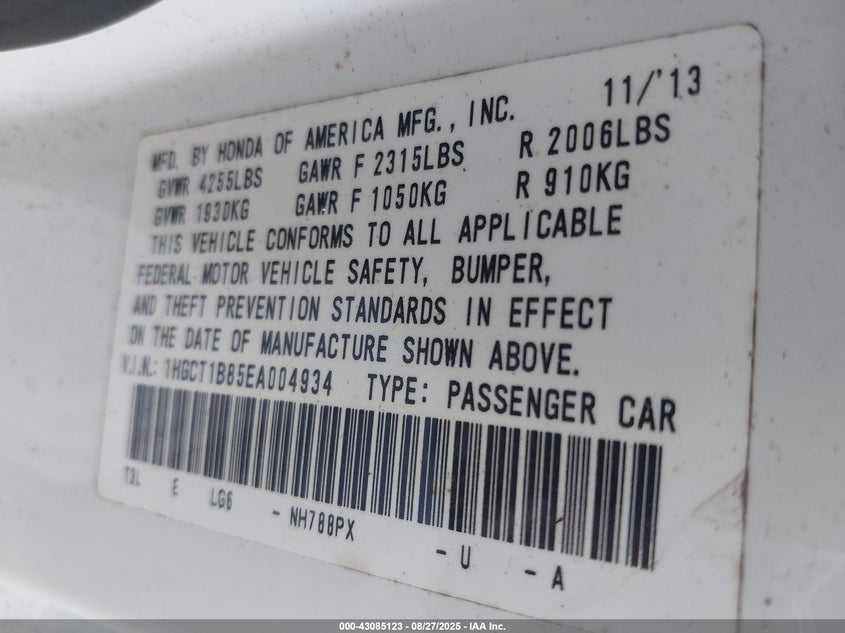 MFD. BY HONDA OF AMERICA MFG., INC. 11/'13
GVWR 4255LBS GAWR F 2315LBS R 2006LBS
GVWR 1930KG GAWR F 1050KG R 910KG
THIS VEHICLE CONFORMS TO ALL APPLICABLE
FEDERAL MOTOR VEHICLE SAFETY, BUMPER,
AND THEFT PREVENTION STANDARDS IN EFFECT
ON THE DATE OF MANUFACTURE SHOWN ABOVE.
V.I.N.: 1HGCT1B85EA004934 TYPE: PASSENGER CAR
T3L E LG6 - NH788PX - U - A
000-43085123 - 08/27/2025 - IAA Inc.